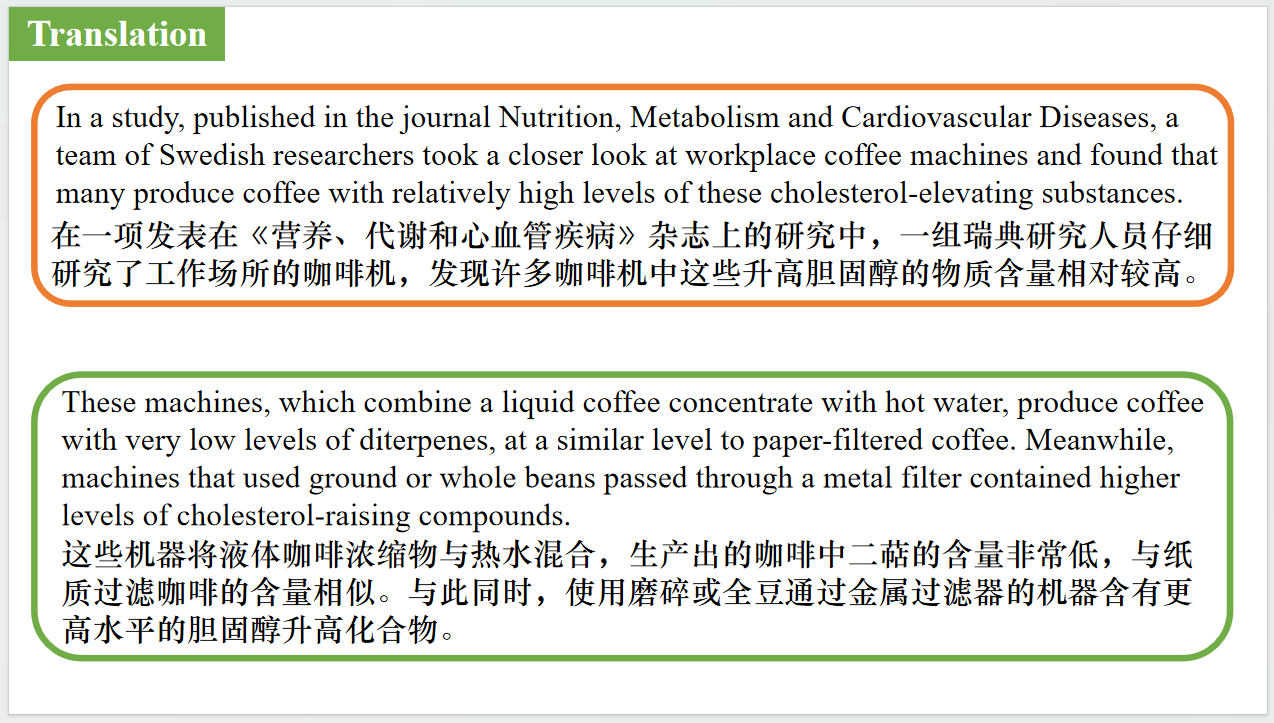 Translation
In a study, published in the journal Nutrition, Metabolism and Cardiovascular Diseases, a
team of Swedish researchers took a closer look at workplace coffee machines and found that
many produce coffee with relatively high levels of these cholesterol-elevating substances.
在一项发表在《营养、代谢和心血管疾病》杂志上的研究中，一组瑞典研究人员仔细
研究了工作场所的咖啡机，发现许多咖啡机中这些升高胆固醇的物质含量相对较高。
These machines, which combine a liquid coffee concentrate with hot water, produce coffee
with very low levels of diterpenes, at a similar level to paper-filtered coffee. Meanwhile,
machines that used ground or whole beans passed through a metal filter contained higher
levels of cholesterol-raising compounds.
这些机器将液体咖啡浓缩物与热水混合，生产出的咖啡中二萜的含量非常低，与纸
质过滤咖啡的含量相似。与此同时，使用磨碎或全豆通过金属过滤器的机器含有更
高水平的胆固醇升高化合物。